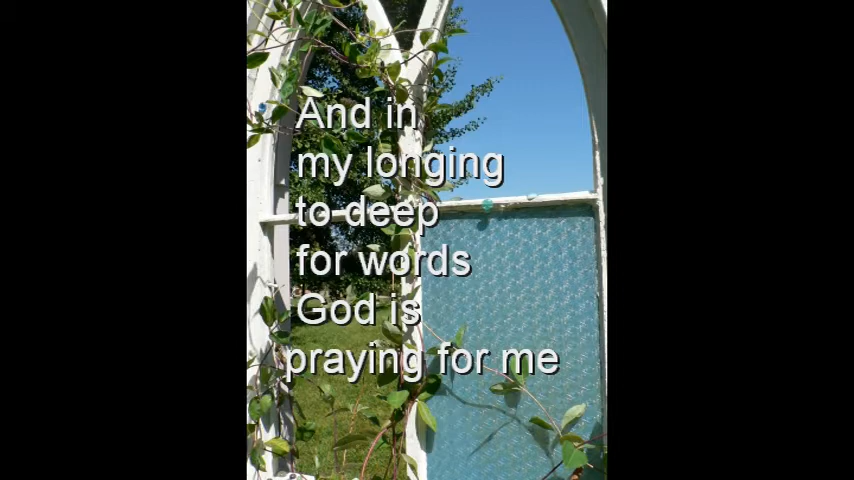 And in
my longing
to deep
for words
God is
praying for me